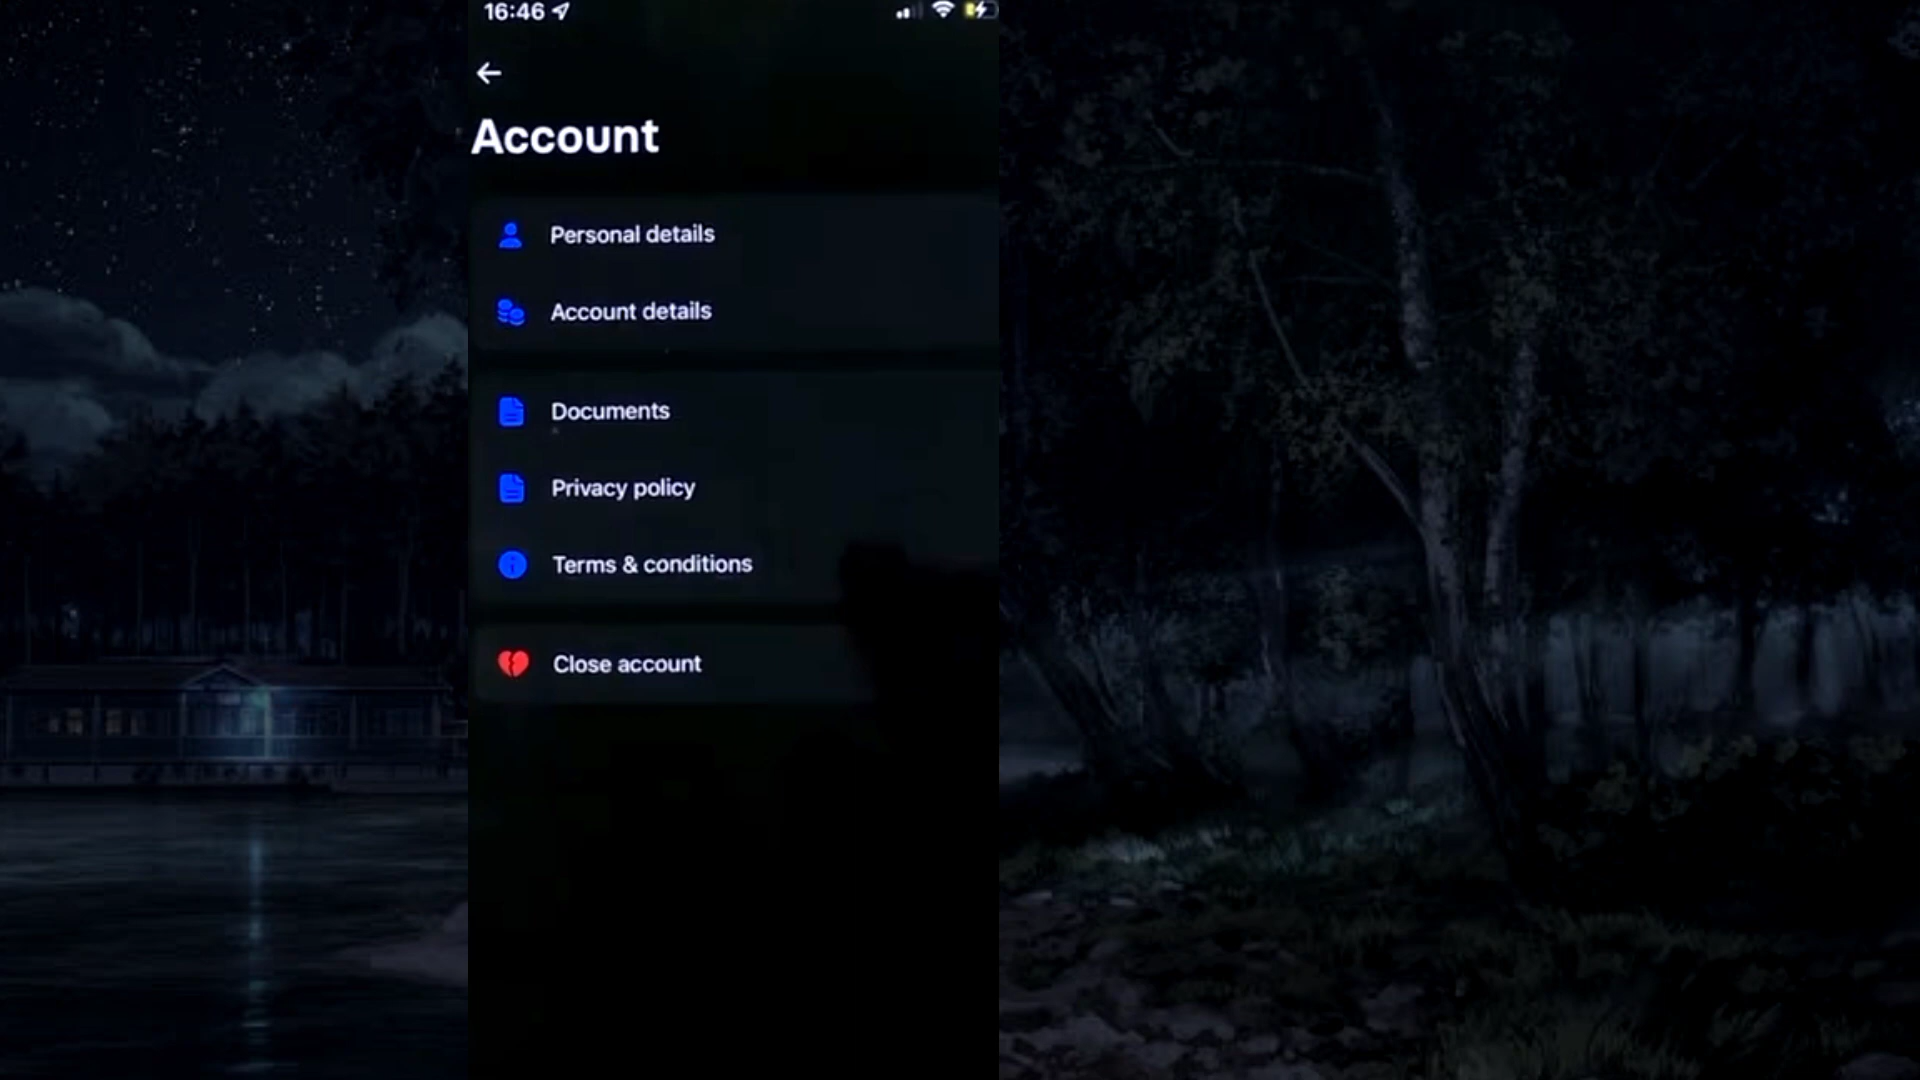 16:46
Account
Personal details
Account details
Documents
Privacy policy
Terms & conditions
Close account